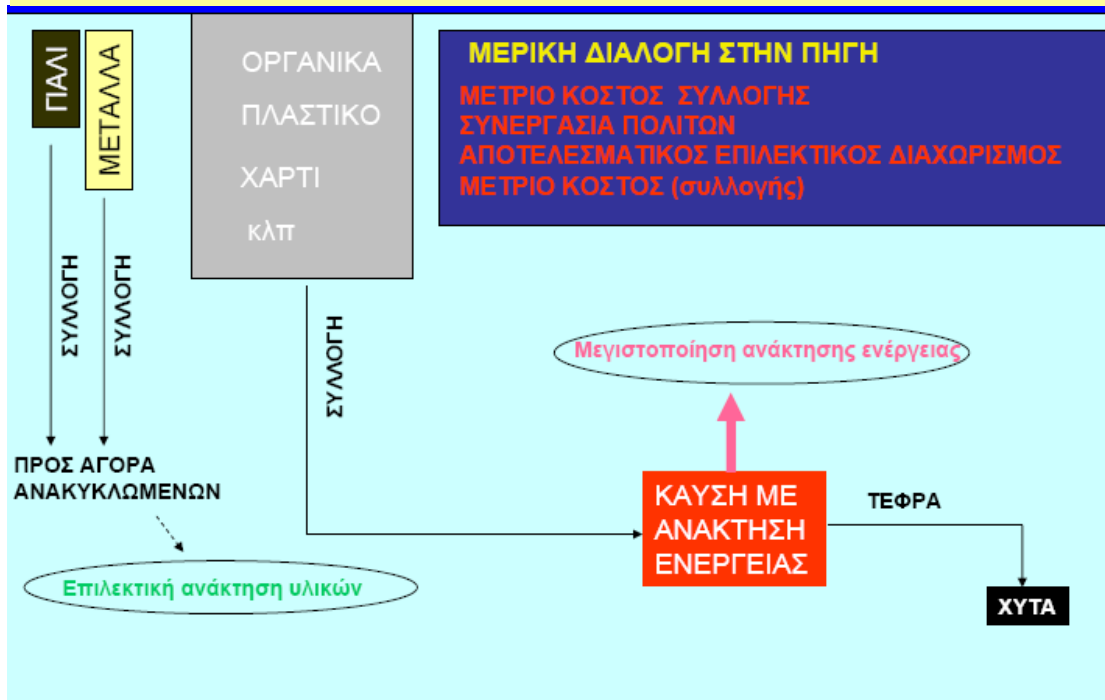 ΠΑΛΙ
ΜΕΤΑΛΛΑ
ΟΡΓΑΝΙΚΑ
ΠΛΑΣΤΙΚΟ
ΧΑΡΤΙ
κλπ
ΜΕΡΙΚΗ ΔΙΑΛΟΓΗ ΣΤΗΝ ΠΗΓΗ
ΜΕΤΡΙΟ ΚΟΣΤΟΣ ΣΥΛΛΟΓΗΣ
ΣΥΝΕΡΓΑΣΙΑ ΠΟΛΙΤΩΝ
ΑΠΟΤΕΛΕΣΜΑΤΙΚΟΣ ΕΠΙΛΕΚΤΙΚΟΣ ΔΙΑΧΩΡΙΣΜΟΣ
ΜΕΤΡΙΟ ΚΟΣΤΟΣ (συλλογής)
ΣΥΛΛΟΓΗ
ΣΥΛΛΟΓΗ
ΣΥΛΛΟΓΗ
Μεγιστοποίηση ανάκτησης ενέργειας
ΠΡΟΣ ΑΓΟΡΑ
ΑΝΑΚΥΚΛΩΜΕΝΩΝ
ΚΑΥΣΗ ΜΕ
ΑΝΑΚΤΗΣΗ
ΕΝΕΡΓΕΙΑΣ
ΤΕΦΡΑ
Επιλεκτική ανάκτηση υλικών
ΧΥΤΑ